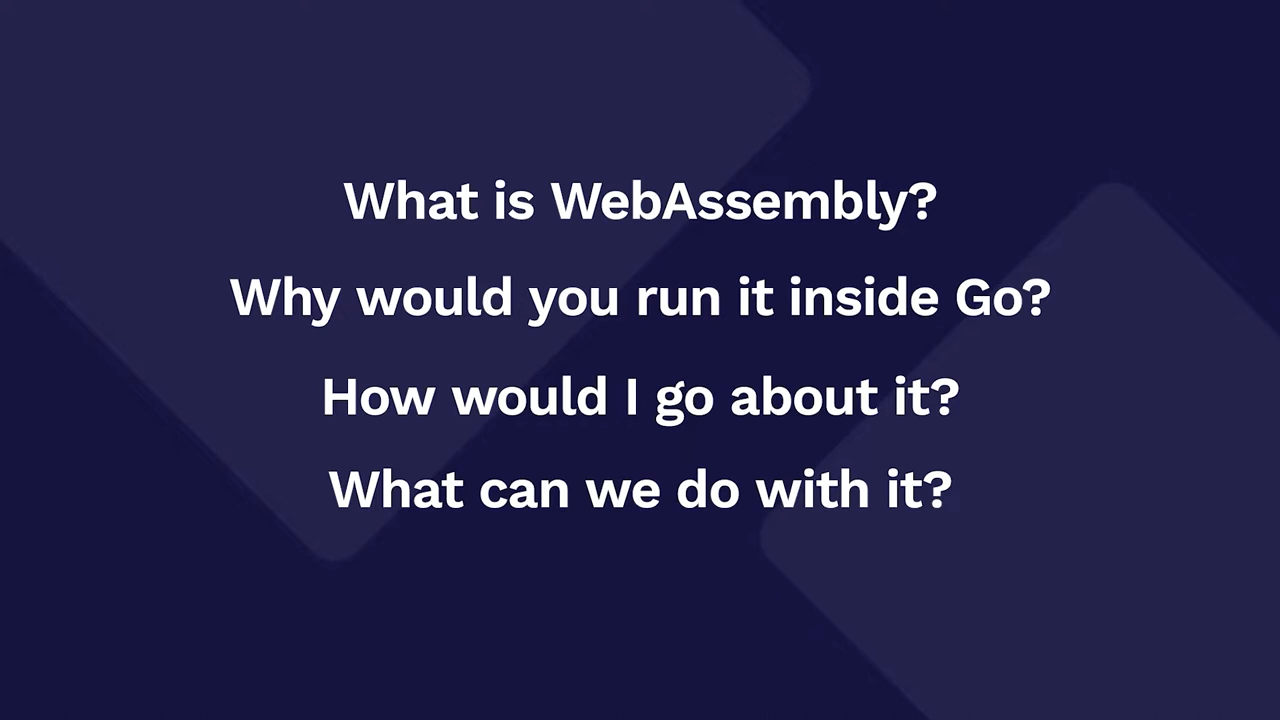 What is WebAssembly?
Why would you run it inside Go?
How would I go about it?
What can we do with it?